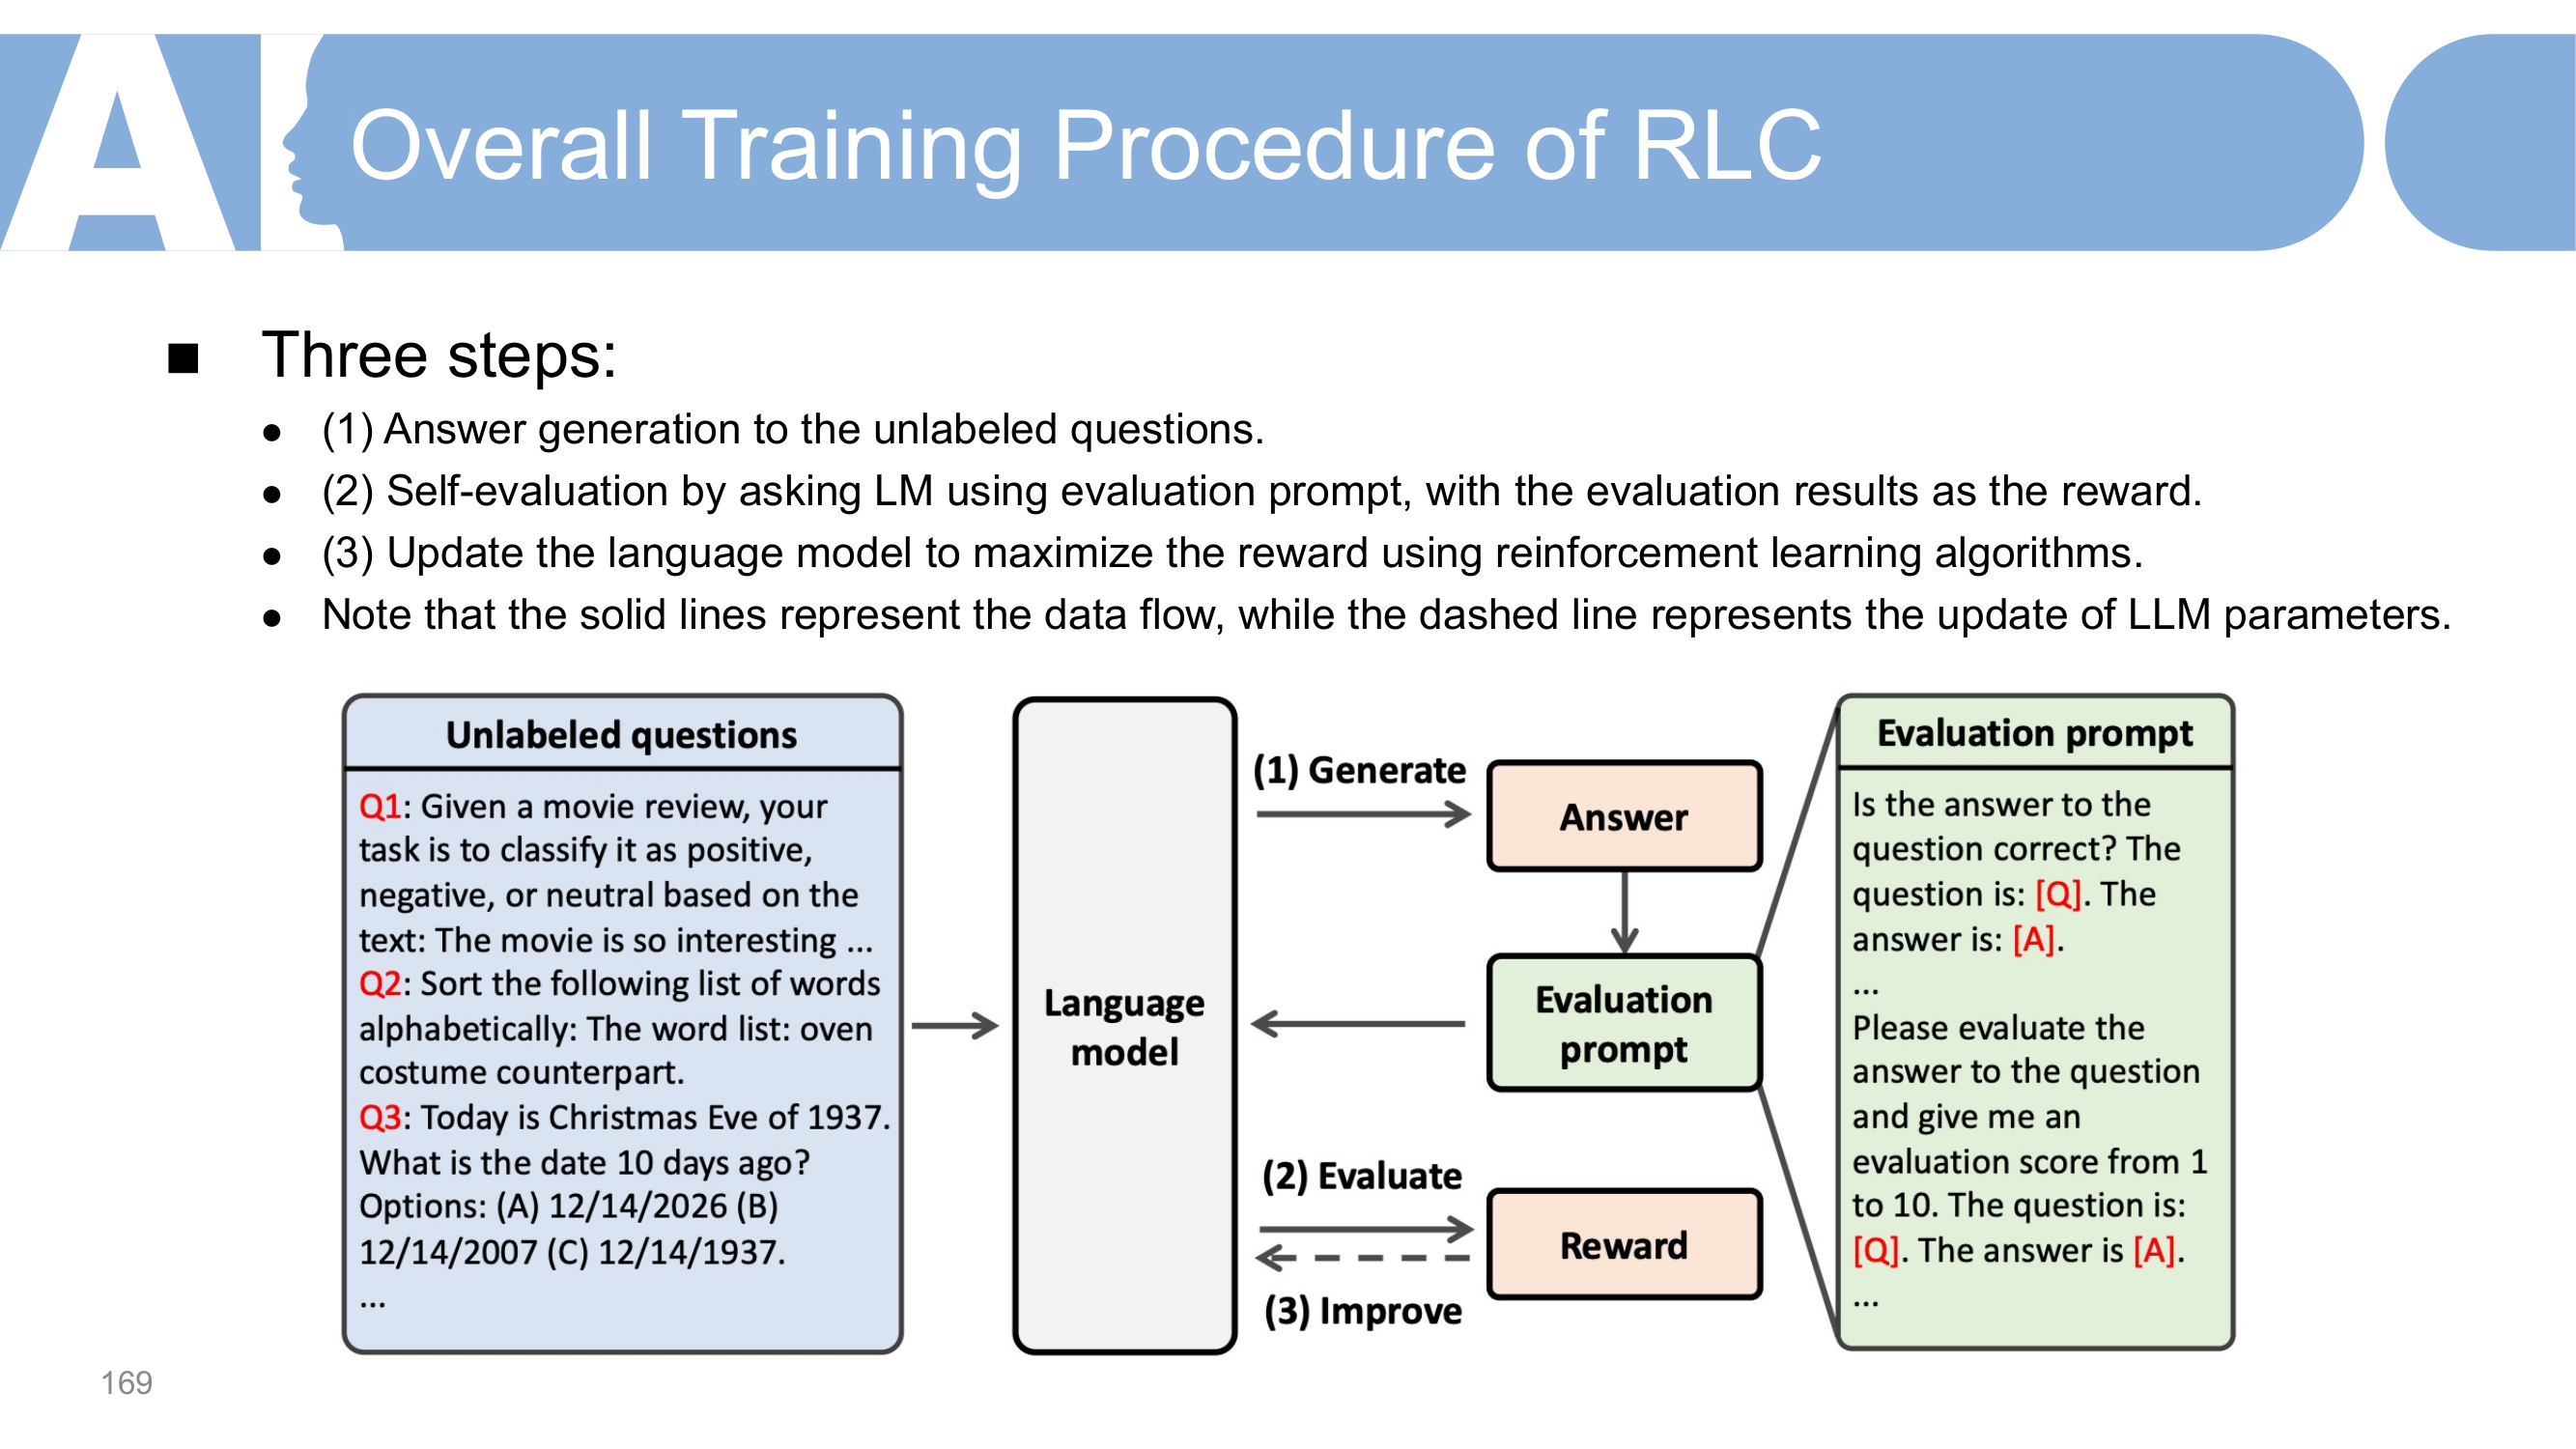 AI
Overall Training Procedure of RLC
Three steps:
(1) Answer generation to the unlabeled questions.
(2) Self-evaluation by asking LM using evaluation prompt, with the evaluation results as the reward.
(3) Update the language model to maximize the reward using reinforcement learning algorithms.
Note that the solid lines represent the data flow, while the dashed line represents the update of LLM parameters.
Unlabeled questions
Q1: Given a movie review, your
task is to classify it as positive,
negative, or neutral based on the
text: The movie is so interesting ...
Q2: Sort the following list of words
alphabetically: The word list: oven
costume counterpart.
Q3: Today is Christmas Eve of 1937.
What is the date 10 days ago?
Options: (A) 12/14/2026 (B)
12/14/2007 (C) 12/14/1937.
...
Language
model
(1) Generate
Answer
Evaluation
prompt
(2) Evaluate
Reward
(3) Improve
Evaluation prompt
Is the answer to the
question correct? The
question is: [Q]. The
answer is: [A].
...
Please evaluate the
answer to the question
and give me an
evaluation score from 1
to 10. The question is:
[Q]. The answer is [A].
...
169